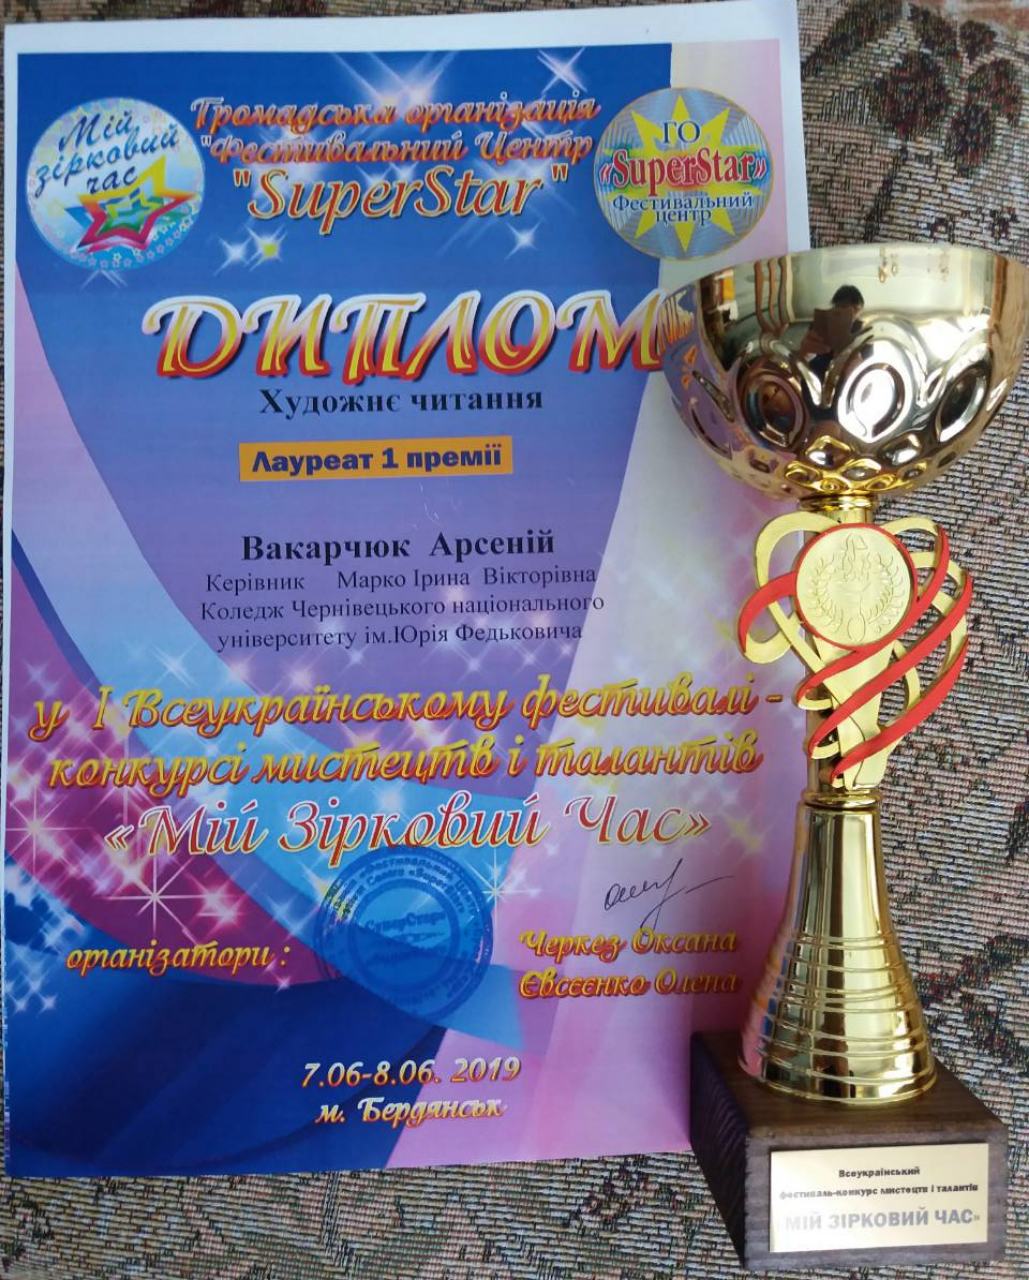 Мій
зірковий
час
Громадська організація
"Фестивальний Центр
"SuperStar"
ГО
«SuperStar»
Фестивальний
центр
ДИПЛОМ
Художнє читання
Лауреат 1 премії
Вакарчюк Арсеній
Керівник Марко Ірина Вікторівна
Коледж Чернівецького національного
університету ім.Юрія Федьковича
у І Всеукраїнському фестивалі -
конкурсі мистецтв і талантів
«Мій Зірковий Час»
організатори :
Черкез Оксана
Євсєєнко Олена
7.06-8.06. 2019
м. Бердянськ
Всеукраїнський
фестиваль-конкурс мистецтв і талантів
МІЙ ЗІРКОВИЙ ЧАС»